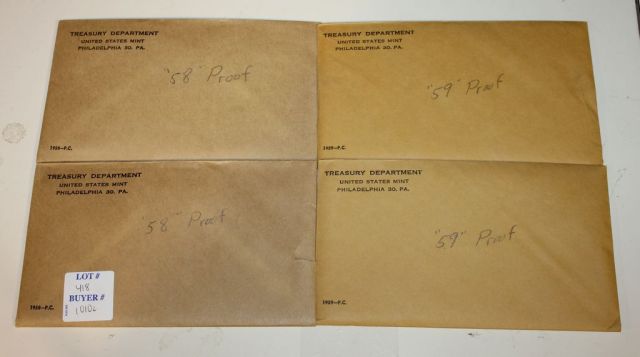 TREASURY DEPARTMENT
UNITED STATES MINT
PHILADELPHIA 30, PA.
"58" Proof
TREASURY DEPARTMENT
UNITED STATES MINT
PHILADELPHIA 30, PA.
"59" Proof
1959—P.C.
TREASURY DEPARTMENT
UNITED STATES MINT
PHILADELPHIA 30, PA.
"58" Proof
LOT #
418
BUYER #
TREASURY DEPARTMENT
UNITED STATES MINT
PHILADELPHIA 30, PA.
"59" Proof
1959—P.C.